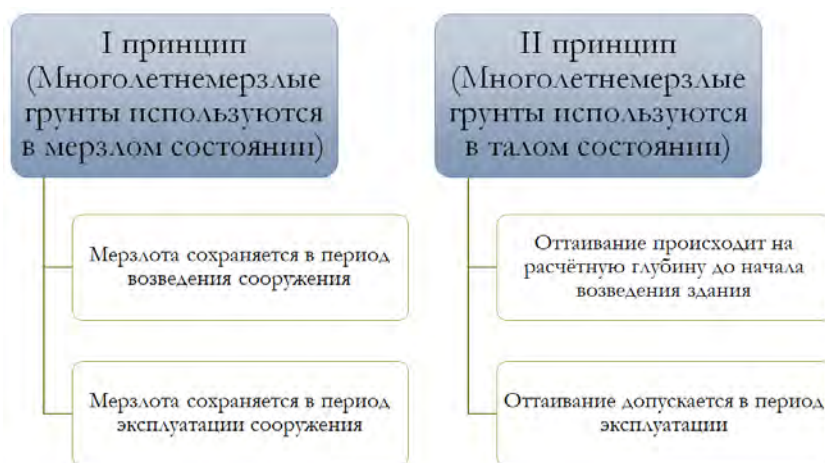 I принцип
(Многолетнемерзлые
грунты используются
в мерзлом состоянии)
Мерзлота сохраняется в период
возведения сооружения
Мерзлота сохраняется в период
эксплуатации сооружения
II принцип
(Многолетнемерзлые
грунты используются
в талом состоянии)
Оттаивание происходит на
расчётную глубину до начала
возведения здания
Оттаивание допускается в период
эксплуатации